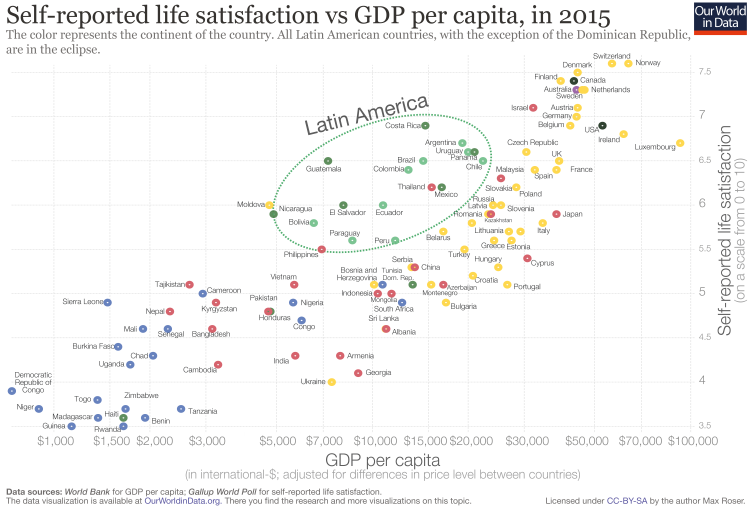 Self-reported life satisfaction vs GDP per capita, in 2015
Our World
in Data
The color represents the continent of the country. All Latin American countries, with the exception of the Dominican Republic,
are in the eclipse.
Latin America
Switzerland
Norway
Denmark
7.5
Finland
Canada
Australia
Netherlands
Sweden
Israel
Austria
7
Germany
Costa Rica
Belgium
USA
Ireland
Luxembourg
Argentina
Uruguay
Panama
Chile
Czech Republic
UK
6.5
Guatemala
Brazil
Colombia
Malaysia
Spain
France
Thailand
Mexico
Slovakia
Poland
Moldova
Nicaragua
El Salvador
Ecuador
Russia
Latvia
Slovenia
6
Romania
Kazakhstan
Japan
Bolivia
Paraguay
Peru
Belarus
Lithuania
Italy
Greece
Estonia
Philippines
Turkey
5.5
Serbia
China
Hungary
Cyprus
Bosnia and
Herzegovina
Tunisia
Dom. Rep.
Croatia
Portugal
Tajikistan
Cameroon
Vietnam
Indonesia
Mongolia
Montenegro
Azerbaijan
5
Sierra Leone
Kyrgyzstan
Pakistan
Nigeria
South Africa
Bulgaria
Nepal
Honduras
Sri Lanka
Mali
Senegal
Bangladesh
Congo
Albania
4.5
Burkina Faso
Chad
India
Armenia
Uganda
Cambodia
Georgia
Democratic
Republic of
Congo
Ukraine
4
Togo
Zimbabwe
Niger
Tanzania
Madagascar
Haiti
Benin
Guinea
Rwanda
3.5
$1,000
$2,000
$3,000
$5,000
$7,000
$10,000
$15,000
$20,000
$30,000
$50,000
$70,000
$100,000
Self-reported life satisfaction
(on a scale from 0 to 10)
GDP per capita
(in international-$; adjusted for differences in price level between countries)
Data sources: World Bank for GDP per capita; Gallup World Poll for self-reported life satisfaction.
The data visualization is available at OurWorldinData.org. There you find the research and more visualizations on this topic.
Licensed under CC-BY-SA by the author Max Roser.